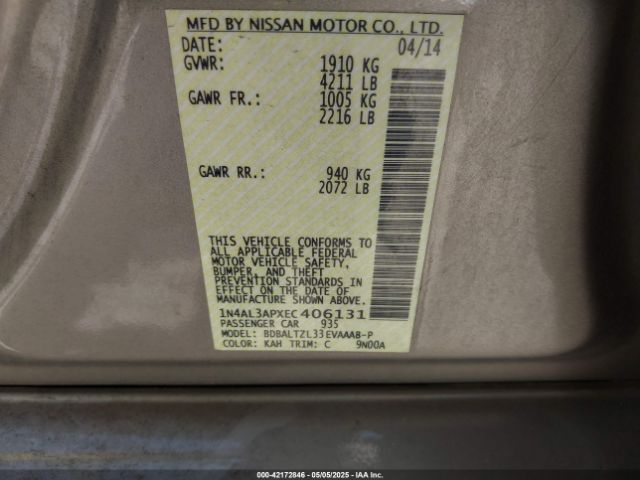 MFD BY NISSAN MOTOR CO., LTD.
DATE: 04/14
GVWR: 1910 KG
4211 LB
GAWR FR.: 1005 KG
2216 LB
GAWR RR.: 940 KG
2072 LB
THIS VEHICLE CONFORMS TO
ALL APPLICABLE FEDERAL
MOTOR VEHICLE SAFETY,
BUMPER, AND THEFT
PREVENTION STANDARDS IN
EFFECT ON THE DATE OF
MANUFACTURE SHOWN ABOVE.
1N4AL3APXEC406131
PASSENGER CAR 935
MODEL: BDBALTZL33EVAAAB-P
COLOR: KAH TRIM: C 9N00A
000-42172846 - 05/05/2025 - IAA Inc.